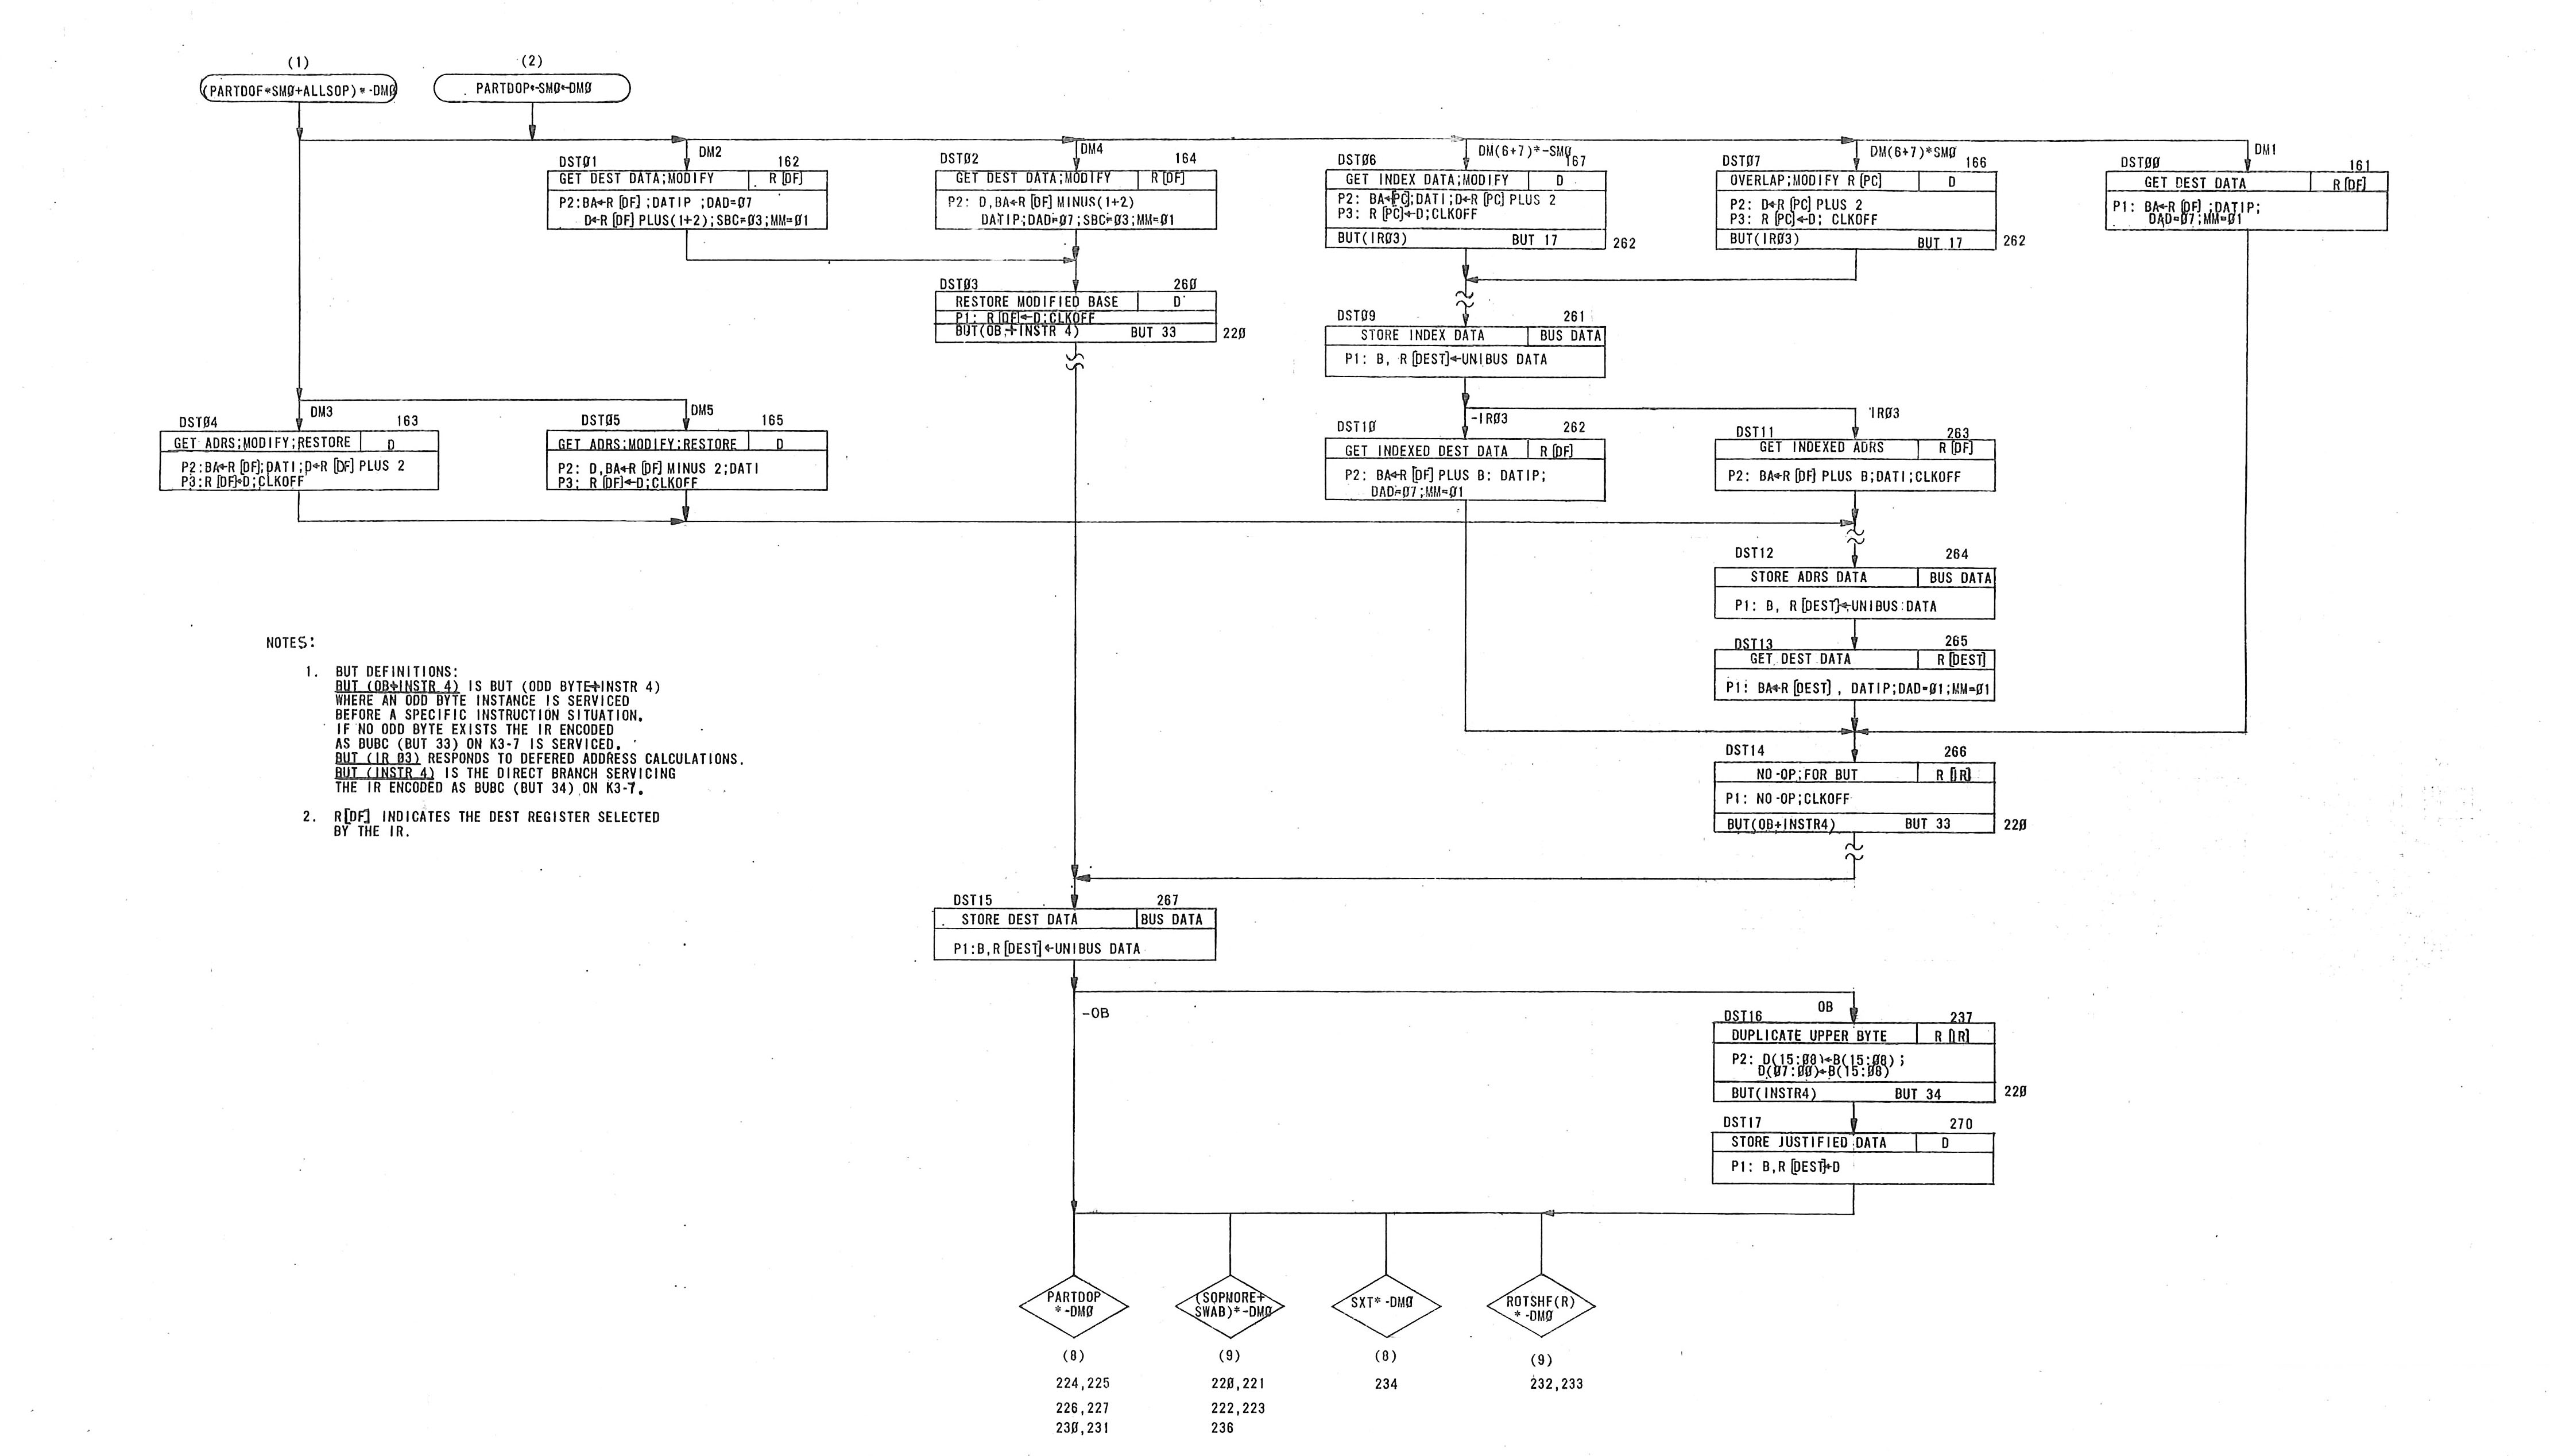 (1)
(PARTDOF*SMØ+ALLSOP)*-DMØ
(2)
PARTDOP*-SMØ*-DMØ
DM2
DSTØ1 162
GET DEST DATA;MODIFY R[DF]
P2:BA←R[DF];DATIP;DAD=Ø7
D←R[DF]PLUS(1+2);SBC=Ø3;MM=Ø1
DM4
DSTØ2 164
GET DEST DATA;MODIFY R[DF]
P2: D,BA←R[DF] MINUS(1+2)
DATIP;DAD=Ø7;SBC=Ø3;MM=Ø1
DM(6+7)*-SMØ
DSTØ6 167
GET INDEX DATA;MODIFY D
P2: BA←[PC];DATI;D←R[PC] PLUS 2
P3: R[PC]←D;CLKOFF
BUT(IRØ3) BUT 17 262
DM(6+7)*SMØ
DSTØ7 166
OVERLAP;MODIFY R[PC] D
P2: D←R[PC] PLUS 2
P3: R[PC]←D; CLKOFF
BUT(IRØ3) BUT 17 262
DM1
DSTØØ 161
GET DEST DATA R[DF]
P1: BA←R[DF];DATIP;
DAD=Ø7;MM=Ø1
DSTØ3 26Ø
RESTORE MODIFIED BASE D
P1: R[DF]←D;CLKOFF
BUT(OB+INSTR 4) BUT 33 22Ø
DSTØ9 261
STORE INDEX DATA BUS DATA
P1: B, R[DEST]←UNIBUS DATA
DM3
DSTØ4 163
GET ADRS;MODIFY;RESTORE D
P2:BA←R[DF];DATI;D←R[DF] PLUS 2
P3:R[DF]←D;CLKOFF
DM5
DSTØ5 165
GET ADRS;MODIFY;RESTORE D
P2: D,BA←R[DF] MINUS 2;DATI
P3: R[DF]←D;CLKOFF
-IRØ3
DST1Ø 262
GET INDEXED DEST DATA R[DF]
P2: BA←R[DF] PLUS B: DATIP;
DAD=Ø7;MM=Ø1
IRØ3
DST11 263
GET INDEXED ADRS R[DF]
P2: BA←R[DF] PLUS B;DATI;CLKOFF
DST12 264
STORE ADRS DATA BUS DATA
P1: B, R[DEST]←UNIBUS DATA
DST13 265
GET DEST DATA R[DEST]
P1: BA←R[DEST], DATIP;DAD=Ø1;MM=Ø1
DST14 266
NO-OP;FOR BUT R[IR]
P1: NO-OP;CLKOFF
BUT(OB+INSTR4) BUT 33 22Ø
NOTES:
1. BUT DEFINITIONS:
BUT (OB+INSTR 4) IS BUT (ODD BYTE+INSTR 4)
WHERE AN ODD BYTE INSTANCE IS SERVICED
BEFORE A SPECIFIC INSTRUCTION SITUATION.
IF NO ODD BYTE EXISTS THE IR ENCODED
AS BUBC (BUT 33) ON K3-7 IS SERVICED.
BUT (IR Ø3) RESPONDS TO DEFERED ADDRESS CALCULATIONS.
BUT (INSTR 4) IS THE DIRECT BRANCH SERVICING
THE IR ENCODED AS BUBC (BUT 34) ON K3-7.
2. R[DF] INDICATES THE DEST REGISTER SELECTED
BY THE IR.
DST15 267
STORE DEST DATA BUS DATA
P1:B,R[DEST]←UNIBUS DATA
-OB
OB
DST16 237
DUPLICATE UPPER BYTE R[IR]
P2: D(15:Ø8)←B(15:Ø8);
D(Ø7:ØØ)←B(15:Ø8)
BUT(INSTR4) BUT 34 22Ø
DST17 27Ø
STORE JUSTIFIED DATA D
P1: B,R[DEST]←D
PARTDOP
*-DMØ
(SOPMORE+
SWAB)*-DMØ
SXT*-DMØ
ROTSHF(R)
*-DMØ
(8) (9) (8) (9)
224,225 22Ø,221 234 232,233
226,227 222,223
23Ø,231 236